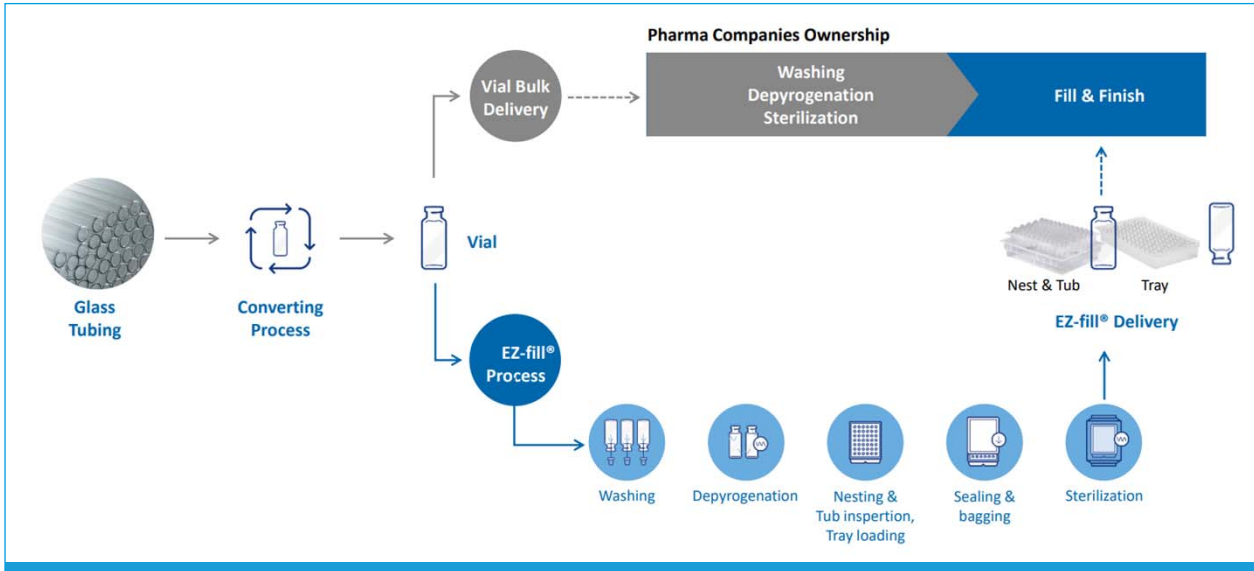 Pharma Companies Ownership
Vial Bulk
Delivery
Washing
Depyrogenation
Sterilization
Fill & Finish
Glass
Tubing
Converting
Process
Vial
Nest & Tub
Tray
EZ-fill® Delivery
EZ-fill®
Process
Washing
Depyrogenation
Nesting &
Tub inspection,
Tray loading
Sealing &
bagging
Sterilization